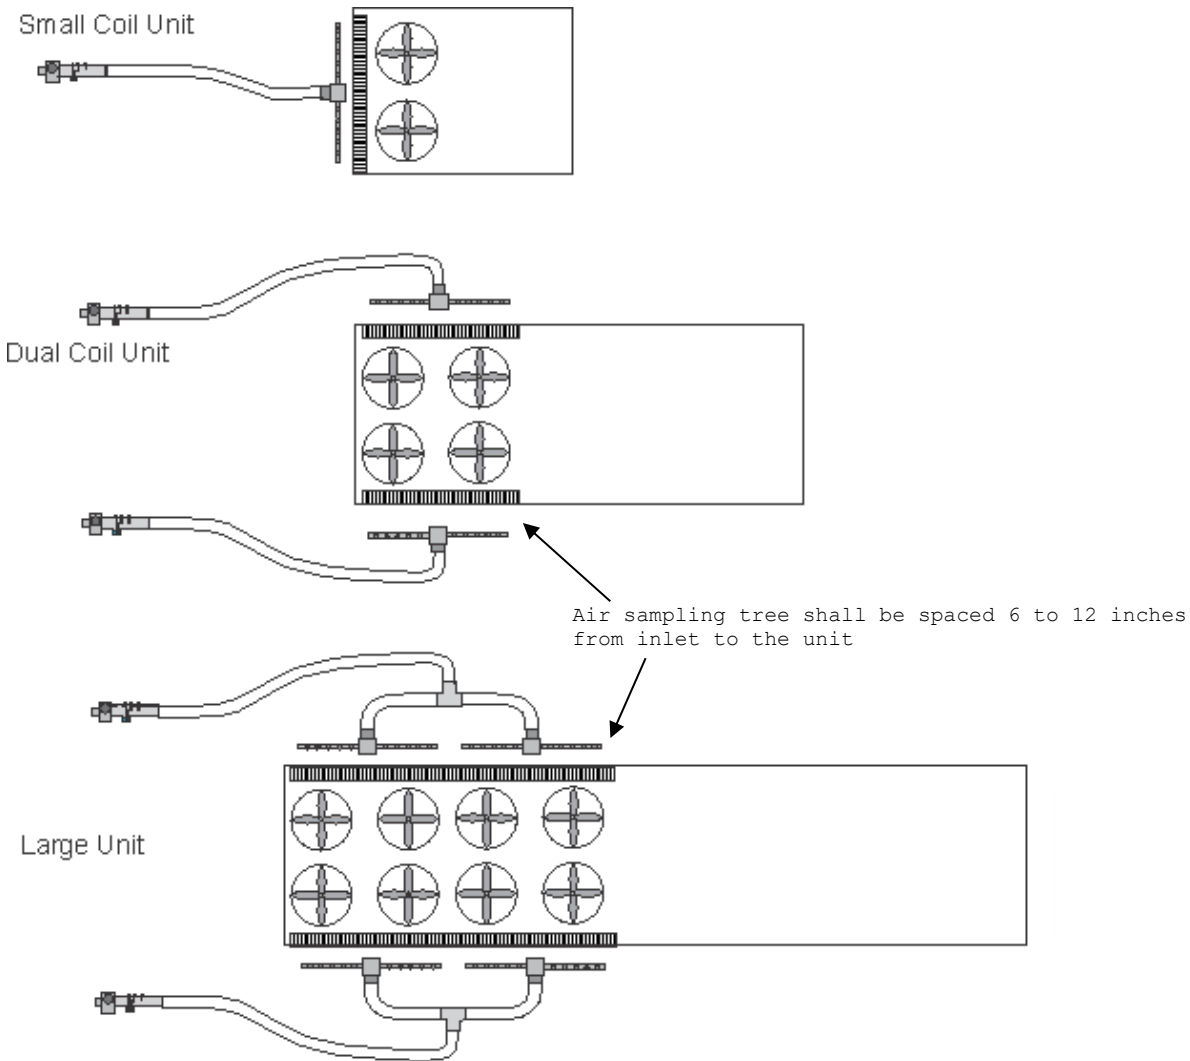 Small Coil Unit
Dual Coil Unit
Air sampling tree shall be spaced 6 to 12 inches
from inlet to the unit
Large Unit